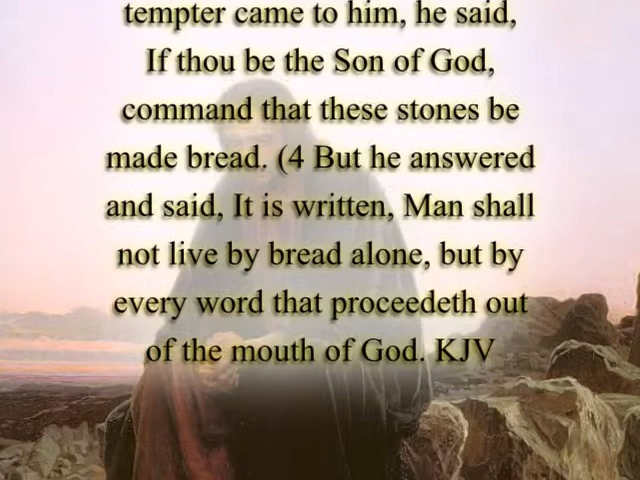 tempter came to him, he said,
If thou be the Son of God,
command that these stones be
made bread. (4 But he answered
and said, It is written, Man shall
not live by bread alone, but by
every word that proceedeth out
of the mouth of God. KJV